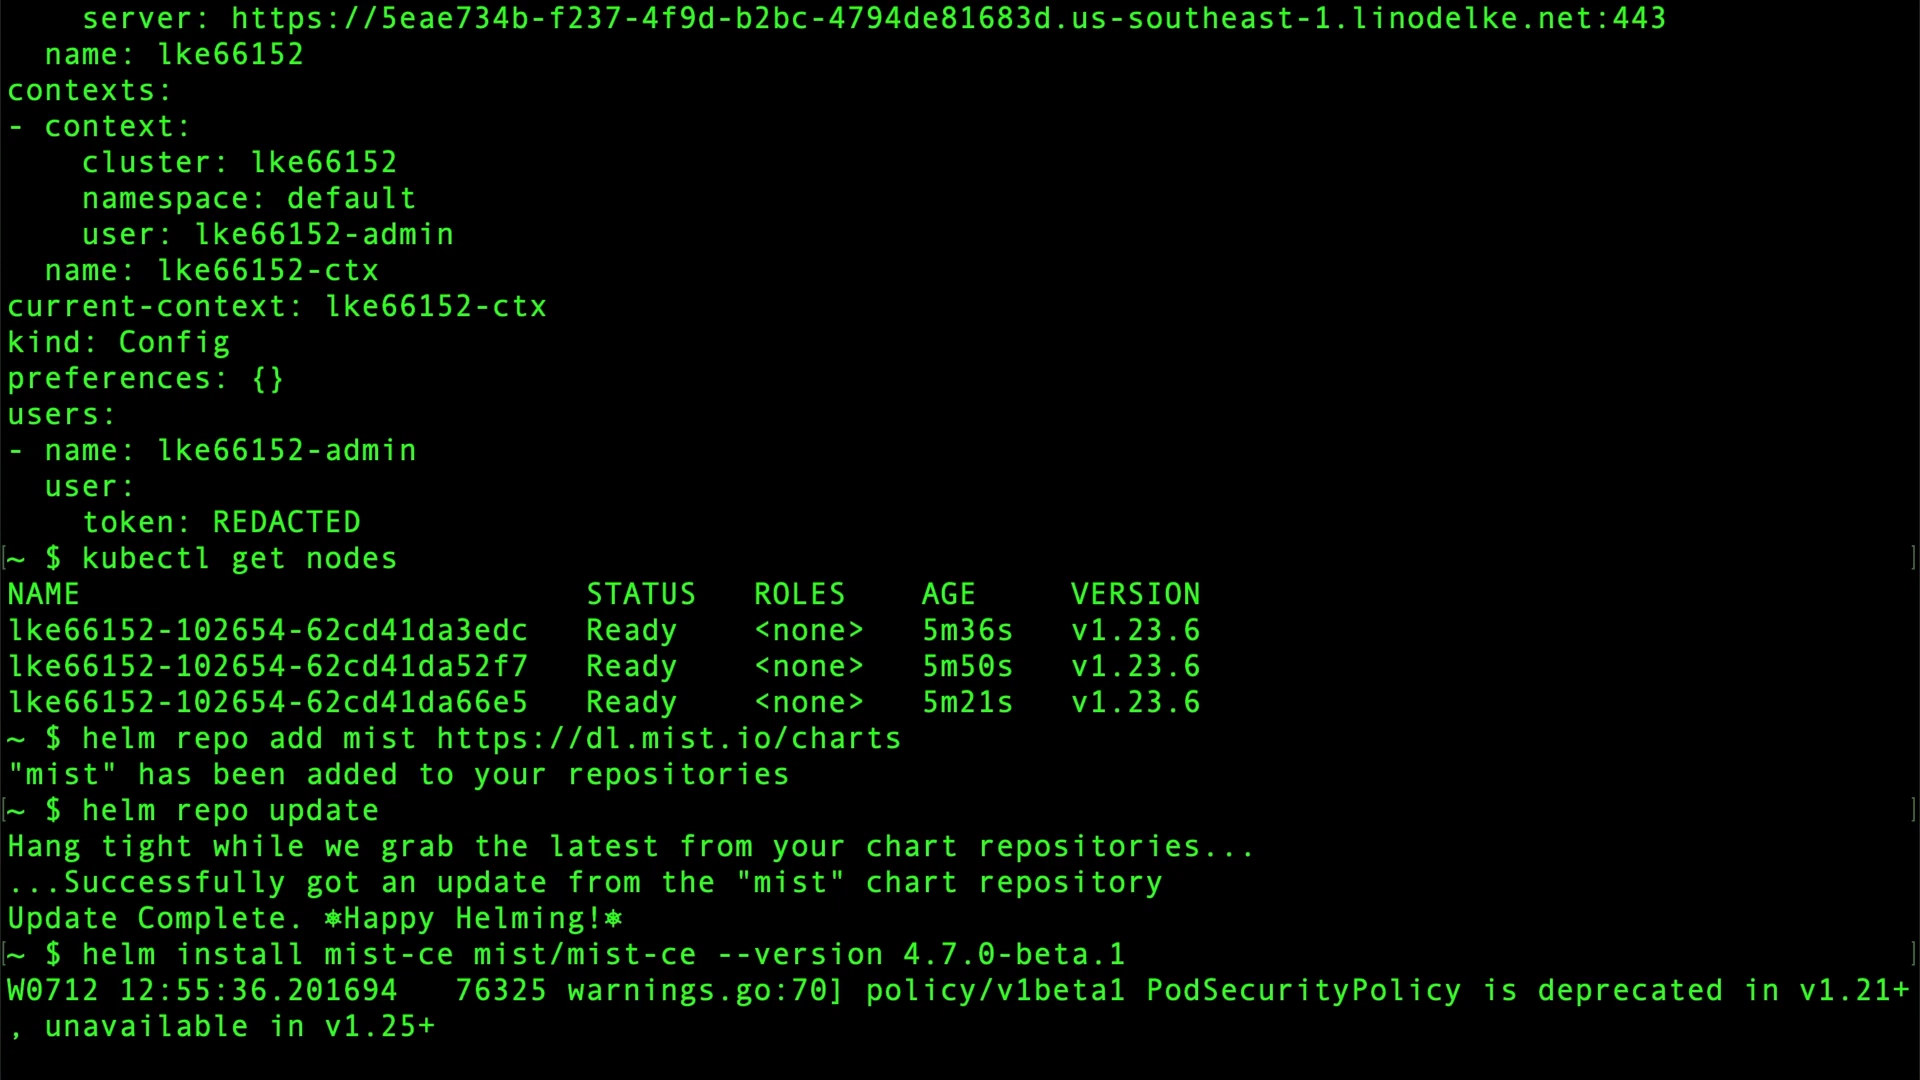 server: https://5eae734b-f237-4f9d-b2bc-4794de81683d.us-southeast-1.linodelke.net:443
  name: lke66152
contexts:
- context:
    cluster: lke66152
    namespace: default
    user: lke66152-admin
  name: lke66152-ctx
current-context: lke66152-ctx
kind: Config
preferences: {}
users:
- name: lke66152-admin
  user:
    token: REDACTED
[~ $ kubectl get nodes ]
NAME                           STATUS   ROLES    AGE     VERSION
lke66152-102654-62cd41da3edc   Ready    <none>   5m36s   v1.23.6
lke66152-102654-62cd41da52f7   Ready    <none>   5m50s   v1.23.6
lke66152-102654-62cd41da66e5   Ready    <none>   5m21s   v1.23.6
~ $ helm repo add mist https://dl.mist.io/charts
"mist" has been added to your repositories
[~ $ helm repo update ]
Hang tight while we grab the latest from your chart repositories...
...Successfully got an update from the "mist" chart repository
Update Complete. ⎈Happy Helming!⎈
[~ $ helm install mist-ce mist/mist-ce --version 4.7.0-beta.1 ]
W0712 12:55:36.201694   76325 warnings.go:70] policy/v1beta1 PodSecurityPolicy is deprecated in v1.21+
, unavailable in v1.25+